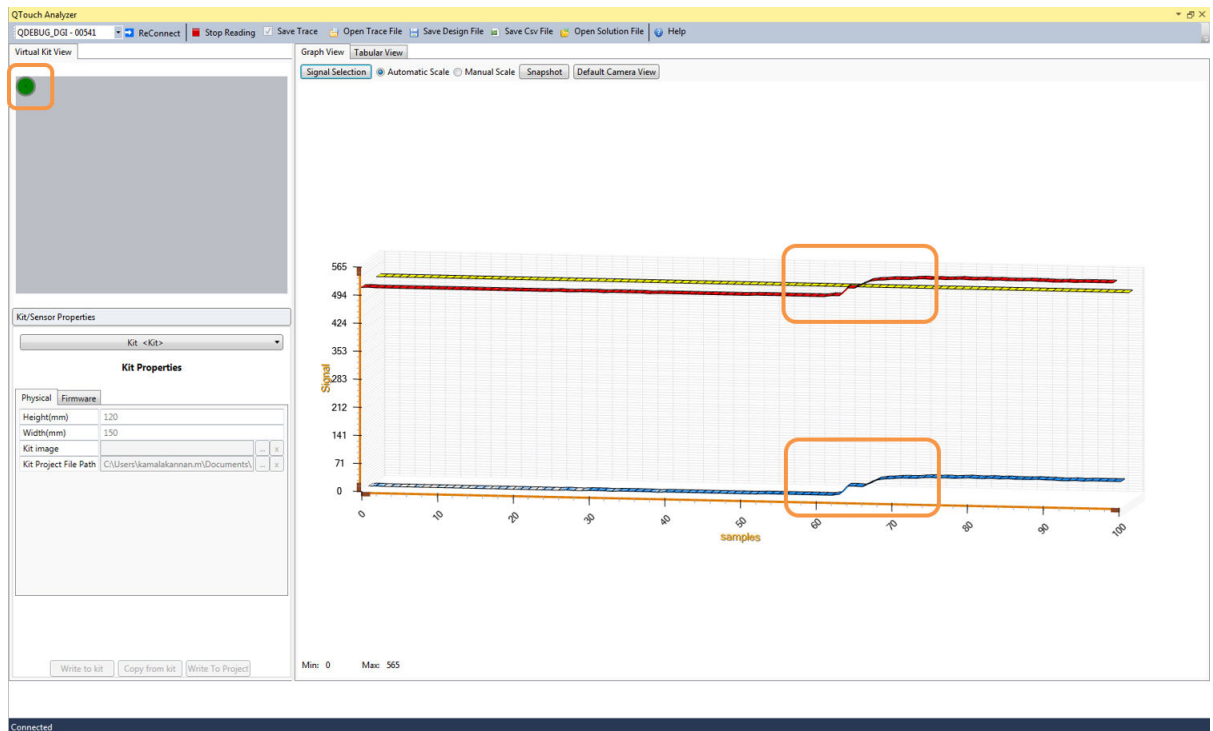 QTouch Analyzer
QDEBUG_DGI - 00541 ReConnect Stop Reading Save Trace Open Trace File Save Design File Save Csv File Open Solution File Help
Virtual Kit View
Graph View Tabular View
Signal Selection Automatic Scale Manual Scale Snapshot Default Camera View
Kit/Sensor Properties
Kit <Kit>
Kit Properties
Physical Firmware
Height(mm) 120
Width(mm) 150
Kit image ... x
Kit Project File Path C:\Users\kamalakannan.m\Documents\ ... x
Write to kit Copy from kit Write To Project
565
494
424
353
283
212
141
71
0
Signal
0 10 20 30 40 50 60 70 80 90 100
samples
Min: 0 Max: 565
Connected